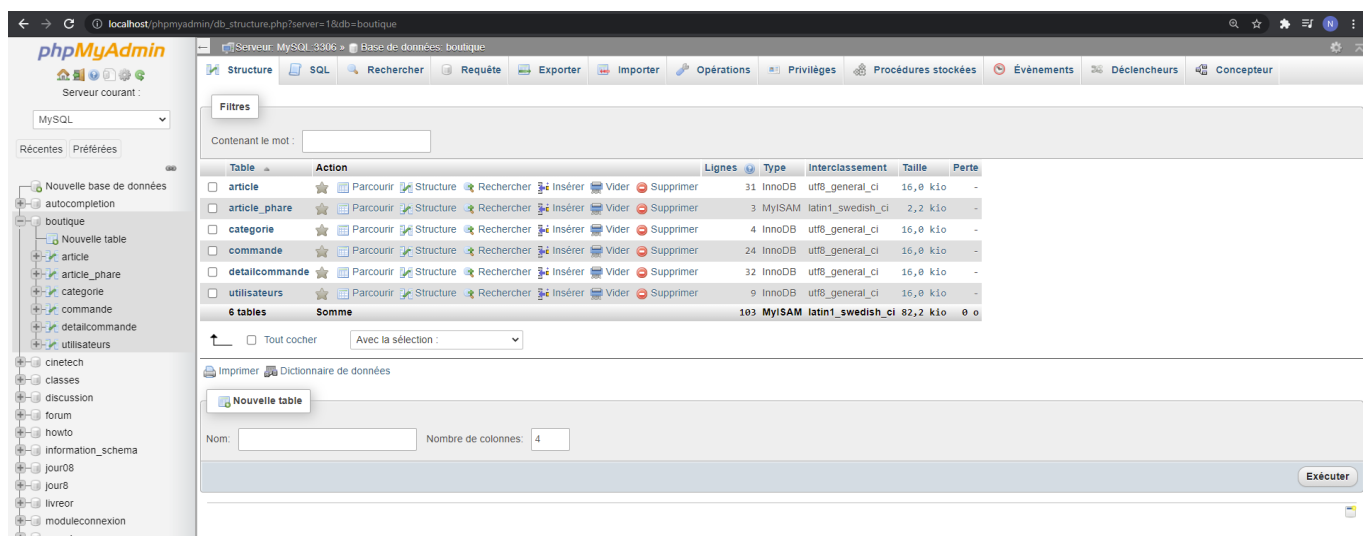 localhost/phpmyadmin/db_structure.php?server=1&db=boutique
N
phpMyAdmin
Serveur courant :
MySQL
Récentes Préférées
Nouvelle base de données
autocompletion
boutique
Nouvelle table
article
article_phare
categorie
commande
detailcommande
utilisateurs
cinetech
classes
discussion
forum
howto
information_schema
jour08
jour8
livreor
moduleconnexion
Serveur: MySQL:3306 » Base de données: boutique
Structure SQL Rechercher Requête Exporter Importer Opérations Privilèges Procédures stockées Évènements Déclencheurs Concepteur
Filtres
Contenant le mot :
Table Action Lignes Type Interclassement Taille Perte
article Parcourir Structure Rechercher Insérer Vider Supprimer 31 InnoDB utf8_general_ci 16,0 kio -
article_phare Parcourir Structure Rechercher Insérer Vider Supprimer 3 MyISAM latin1_swedish_ci 2,2 kio -
categorie Parcourir Structure Rechercher Insérer Vider Supprimer 4 InnoDB utf8_general_ci 16,0 kio -
commande Parcourir Structure Rechercher Insérer Vider Supprimer 24 InnoDB utf8_general_ci 16,0 kio -
detailcommande Parcourir Structure Rechercher Insérer Vider Supprimer 32 InnoDB utf8_general_ci 16,0 kio -
utilisateurs Parcourir Structure Rechercher Insérer Vider Supprimer 9 InnoDB utf8_general_ci 16,0 kio -
6 tables Somme 103 MyISAM latin1_swedish_ci 82,2 kio 0 o
Tout cocher Avec la sélection :
Imprimer Dictionnaire de données
Nouvelle table
Nom: Nombre de colonnes: 4
Exécuter